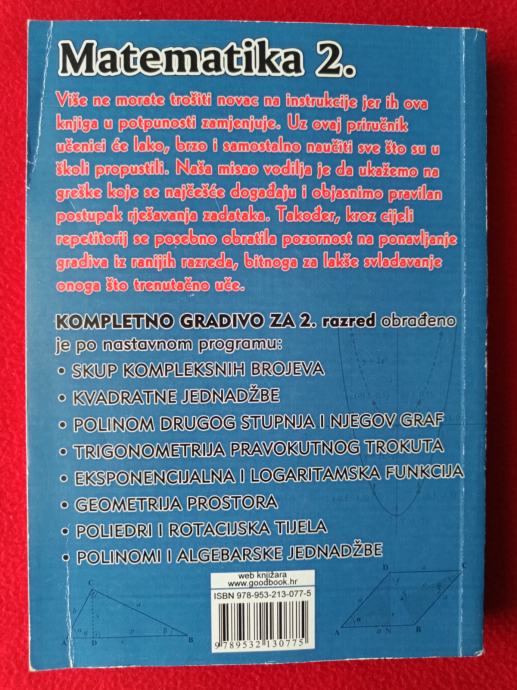 Matematika 2.
Više ne morate trošiti novac na instrukcije jer ih ova
knjiga u potpunosti zamjenjuje. Uz ovaj priručnik
učenici će lako, brzo i samostalno naučiti sve što su u
školi propustili. Naša misao vodilja je da ukažemo na
greške koje se najčešće događaju i objasnimo pravilan
postupak rješavanja zadataka. Također, kroz cijeli
repetitorij se posebno obratila pozornost na ponavljanje
gradiva iz ranijih razreda, bitnoga za lakše svladavanje
onoga što trenutačno uče.
KOMPLETNO GRADIVO ZA 2. razred obrađeno
je po nastavnom programu:
• SKUP KOMPLEKSNIH BROJEVA
• KVADRATNE JEDNADŽBE
• POLINOM DRUGOG STUPNJA I NJEGOV GRAF
• TRIGONOMETRIJA PRAVOKUTNOG TROKUTA
• EKSPONENCIJALNA I LOGARITAMSKA FUNKCIJA
• GEOMETRIJA PROSTORA
• POLIEDRI I ROTACIJSKA TIJELA
• POLINOMI I ALGEBARSKE JEDNADŽBE
web knjižara
www.goodbook.hr
ISBN 978-953-213-077-5
9 789532 130775
C
A
D
B
D
C
A
N
B